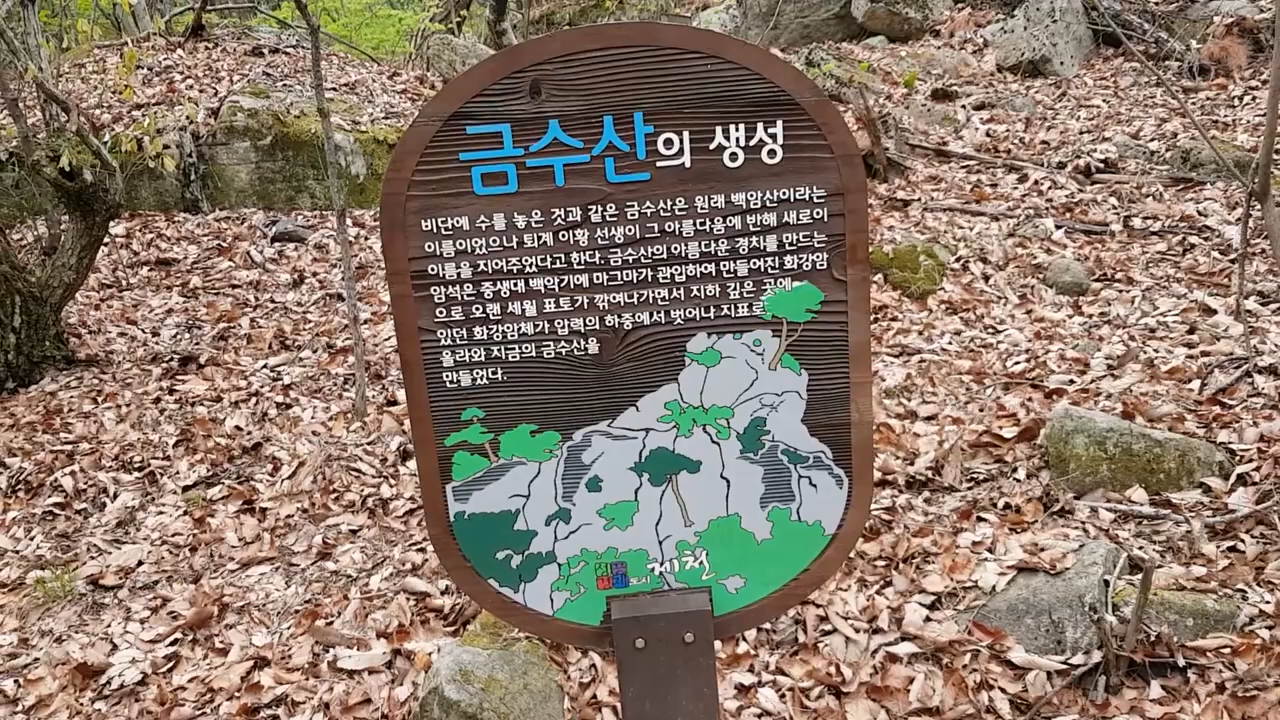 금수산의 생성
비단에 수를 놓은 것과 같은 금수산은 원래 백암산이라는
이름이었으나 퇴계 이황 선생이 그 아름다움에 반해 새로이
이름을 지어주었다고 한다. 금수산의 아름다운 경치를 만드는
암석은 중생대 백악기에 마그마가 관입하여 만들어진 화강암
으로 오랜 세월 표토가 깎여나가면서 지하 깊은 곳에
있던 화강암체가 압력의 하중에서 벗어나 지표로
올라와 지금의 금수산을
만들었다.
도시 제천